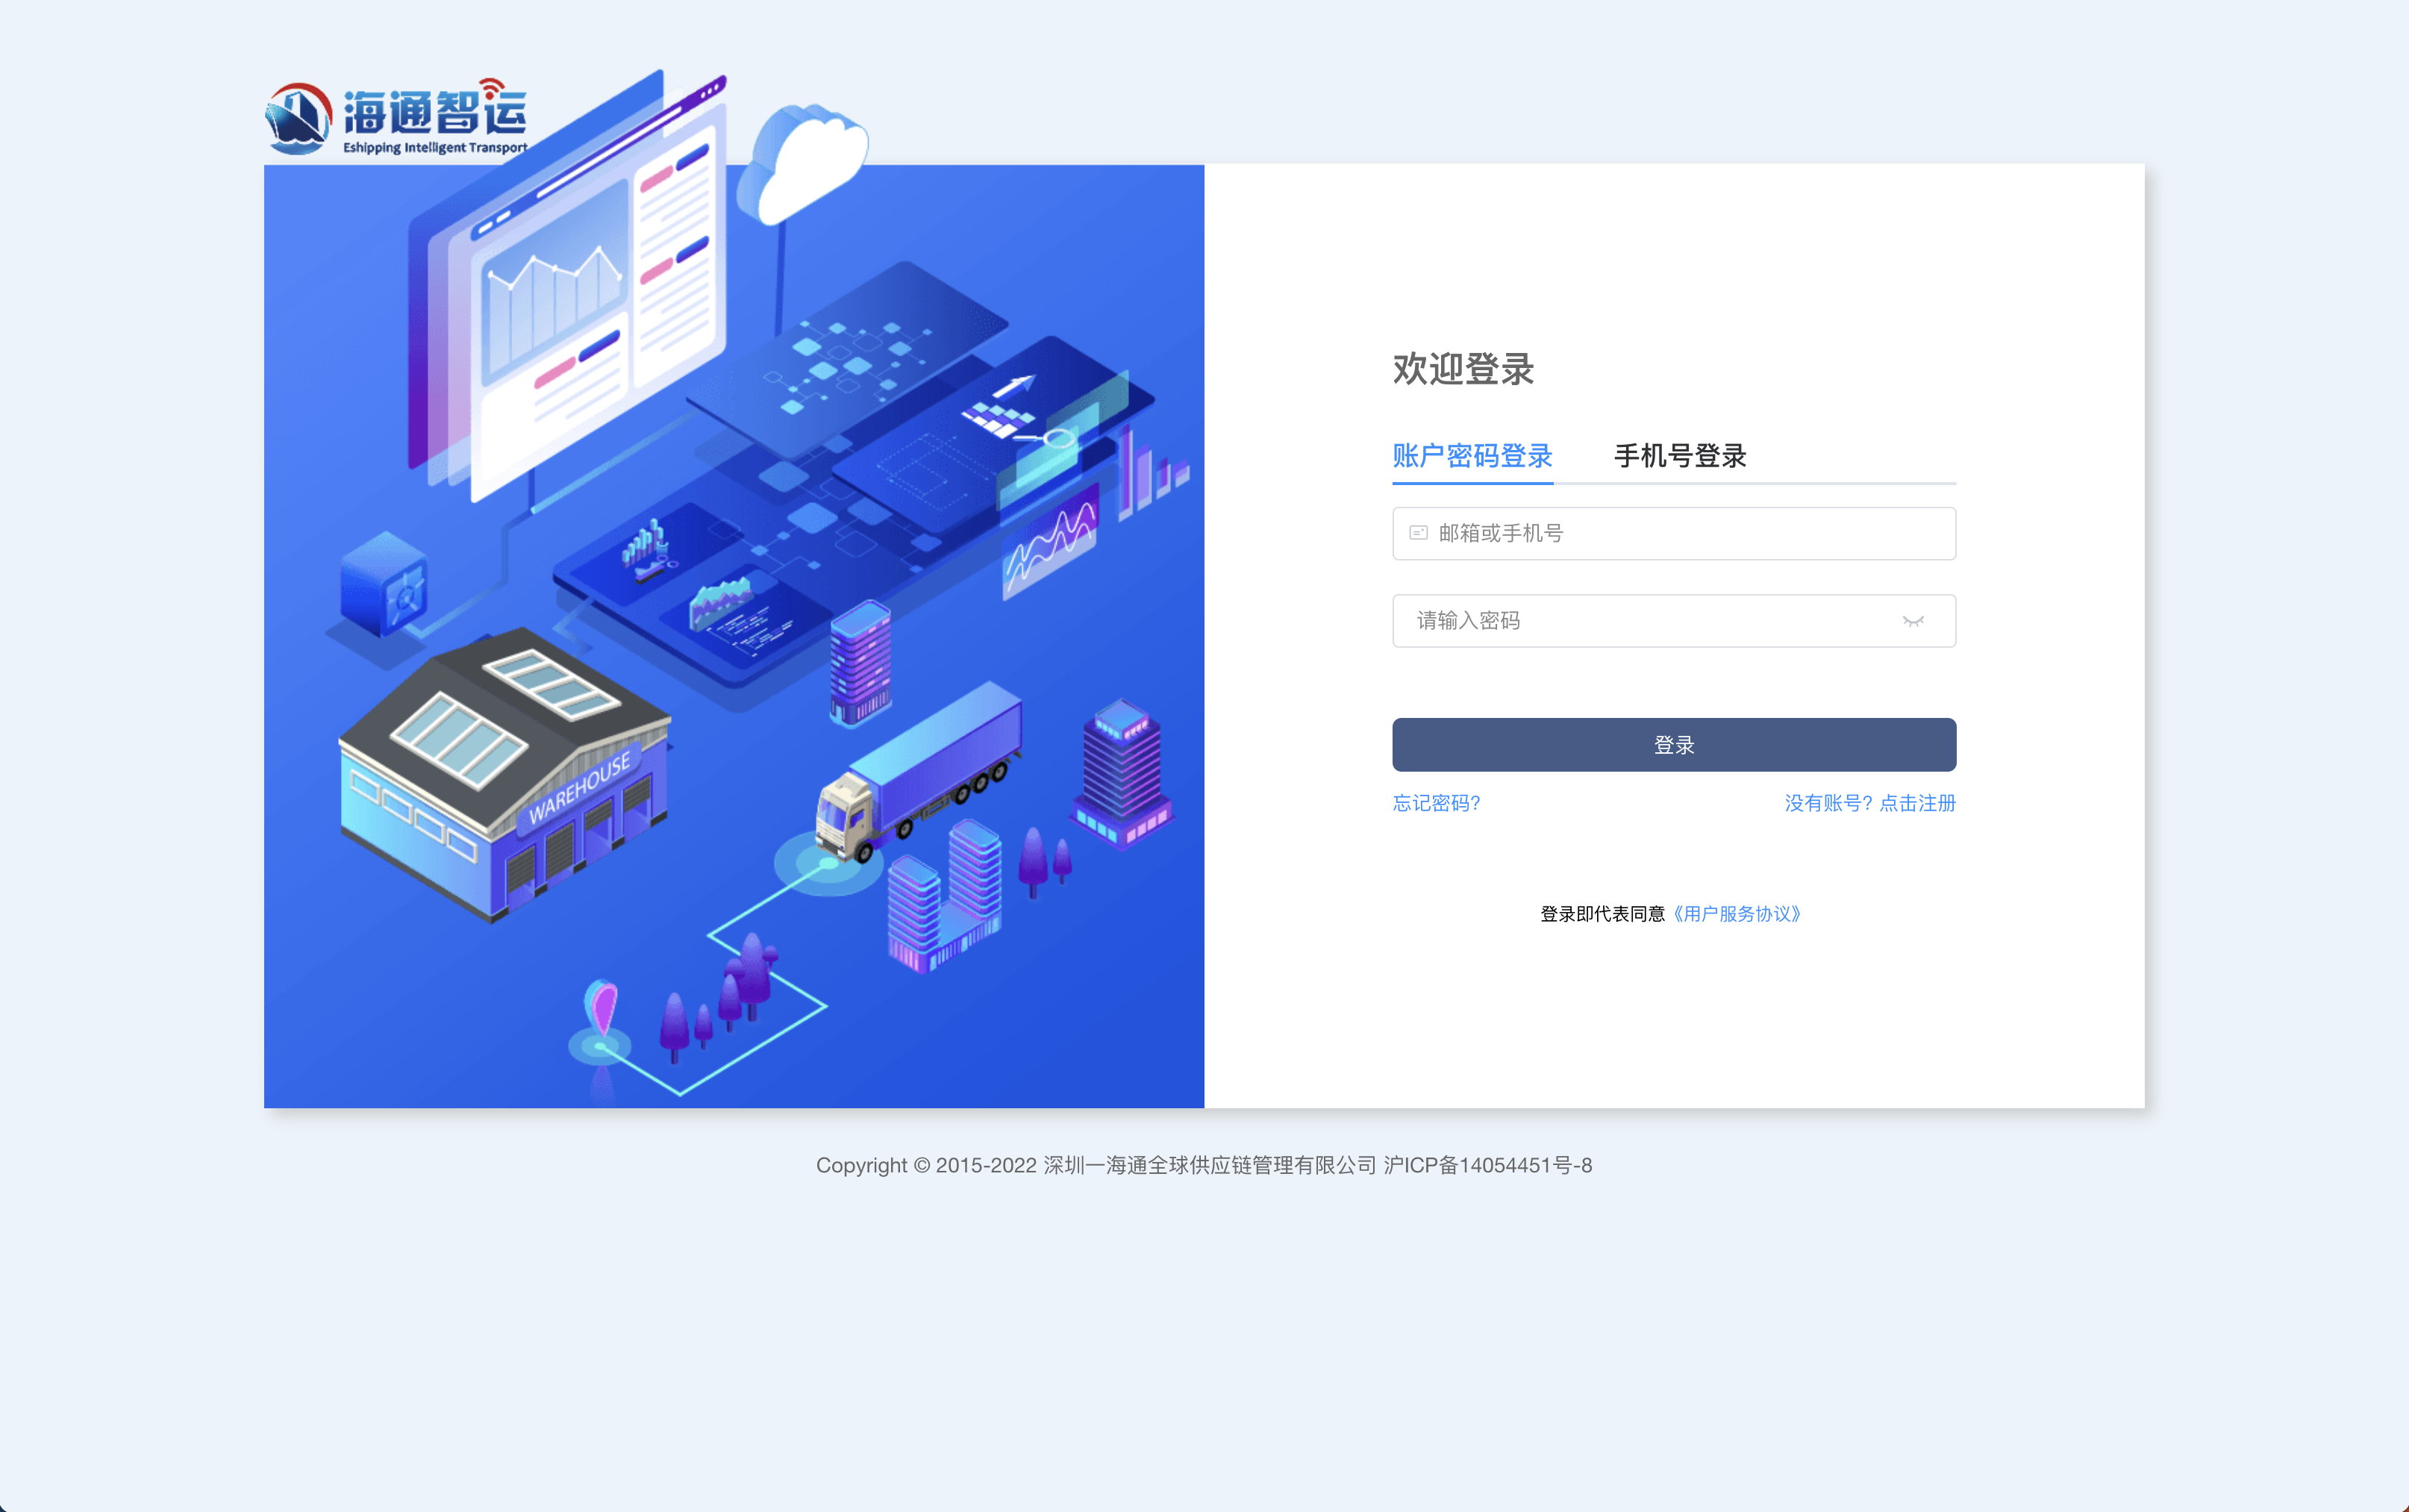 海通智运
Eshipping Intelligent Transport
WAREHOUSE
欢迎登录
账户密码登录 手机号登录
邮箱或手机号
请输入密码
登录
忘记密码? 没有账号? 点击注册
登录即代表同意《用户服务协议》
Copyright © 2015-2022 深圳一海通全球供应链管理有限公司 沪ICP备14054451号-8